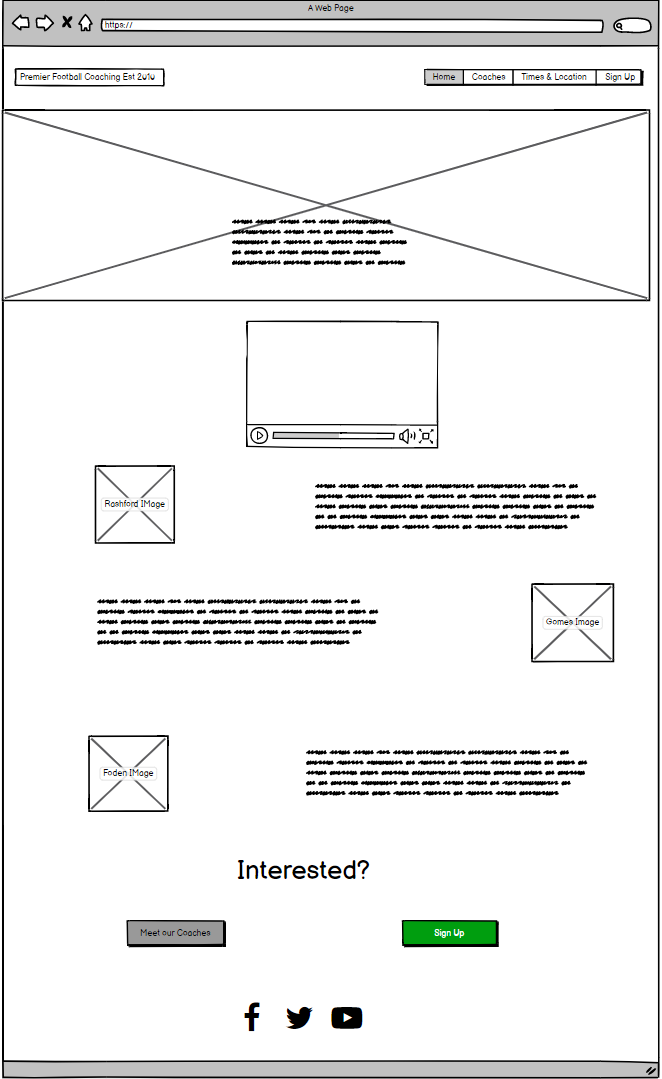 A Web Page
https://
Premier Football Coaching Est 2010
Home
Coaches
Times & Location
Sign Up
Rashford IMage
Gomes Image
Foden IMage
Interested?
Meet our Coaches
Sign Up